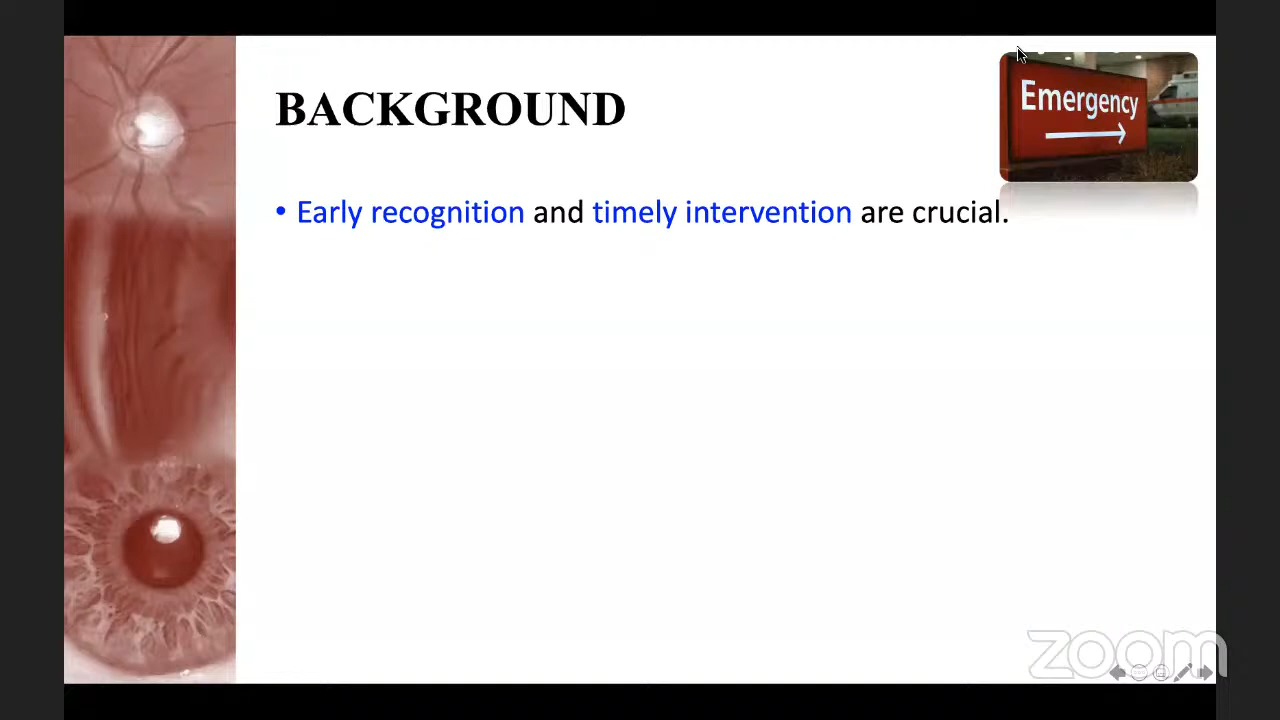 BACKGROUND
Emergency
• Early recognition and timely intervention are crucial.
zoom